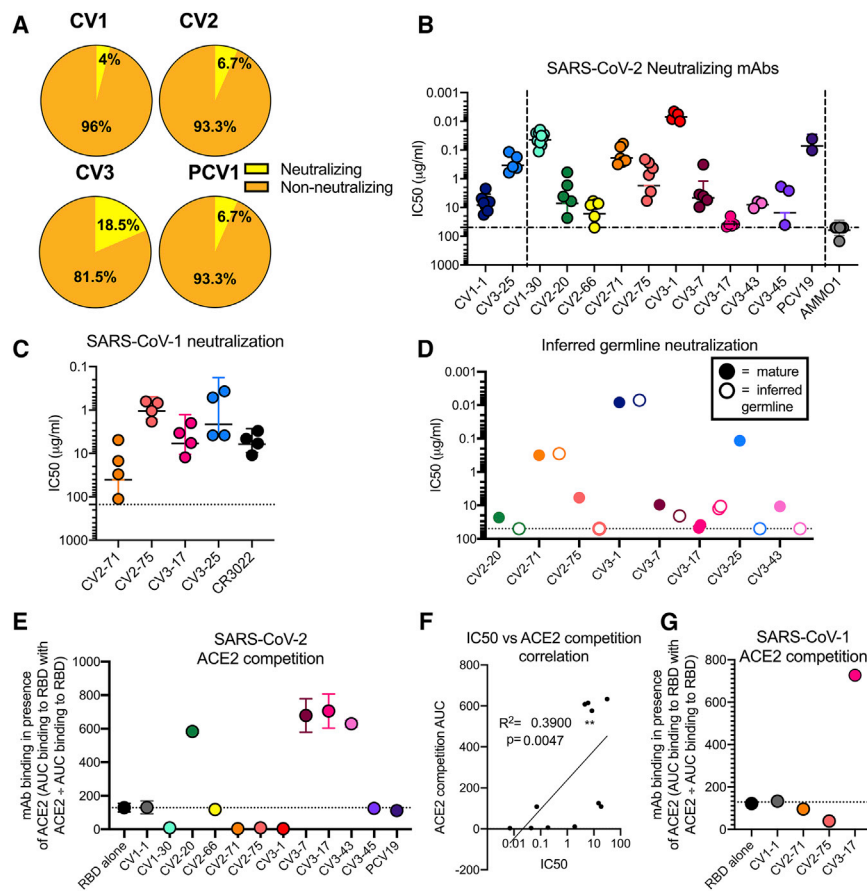 A
CV1
CV2
4%
96%
6.7%
93.3%
CV3
PCV1
18.5%
81.5%
6.7%
93.3%
Neutralizing
Non-neutralizing
B
SARS-CoV-2 Neutralizing mAbs
IC50 (μg/ml)
0.001
0.01
0.1
1
10
100
1000
CV1-1
CV3-25
CV1-30
CV2-20
CV2-66
CV2-71
CV2-75
CV3-1
CV3-7
CV3-17
CV3-43
CV3-45
PCV19
AMMO1
C
SARS-CoV-1 neutralization
IC50 (μg/ml)
0.1
1
10
100
1000
CV2-71
CV2-75
CV3-17
CV3-25
CR3022
D
Inferred germline neutralization
= mature
= inferred
germline
IC50 (μg/ml)
0.001
0.01
0.1
1
10
100
CV2-20
CV2-71
CV2-75
CV3-1
CV3-7
CV3-17
CV3-25
CV3-43
E
SARS-CoV-2
ACE2 competition
mAb binding in presence
of ACE2 (AUC binding to RBD with
ACE2 ÷ AUC binding to RBD)
1000
800
600
400
200
0
RBD alone
CV1-1
CV1-30
CV2-20
CV2-66
CV2-71
CV2-75
CV3-1
CV3-7
CV3-17
CV3-43
CV3-45
PCV19
F
IC50 vs ACE2 competition
correlation
ACE2 competition AUC
800
600
400
200
0
-200
R²= 0.3900
p= 0.0047
**
0.01
0.1
1
10
100
IC50
G
SARS-CoV-1
ACE2 competition
mAb binding in presence
of ACE2 (AUC binding to RBD with
ACE2 ÷ AUC binding to RBD)
800
600
400
200
0
RBD alone
CV1-1
CV2-71
CV2-75
CV3-17